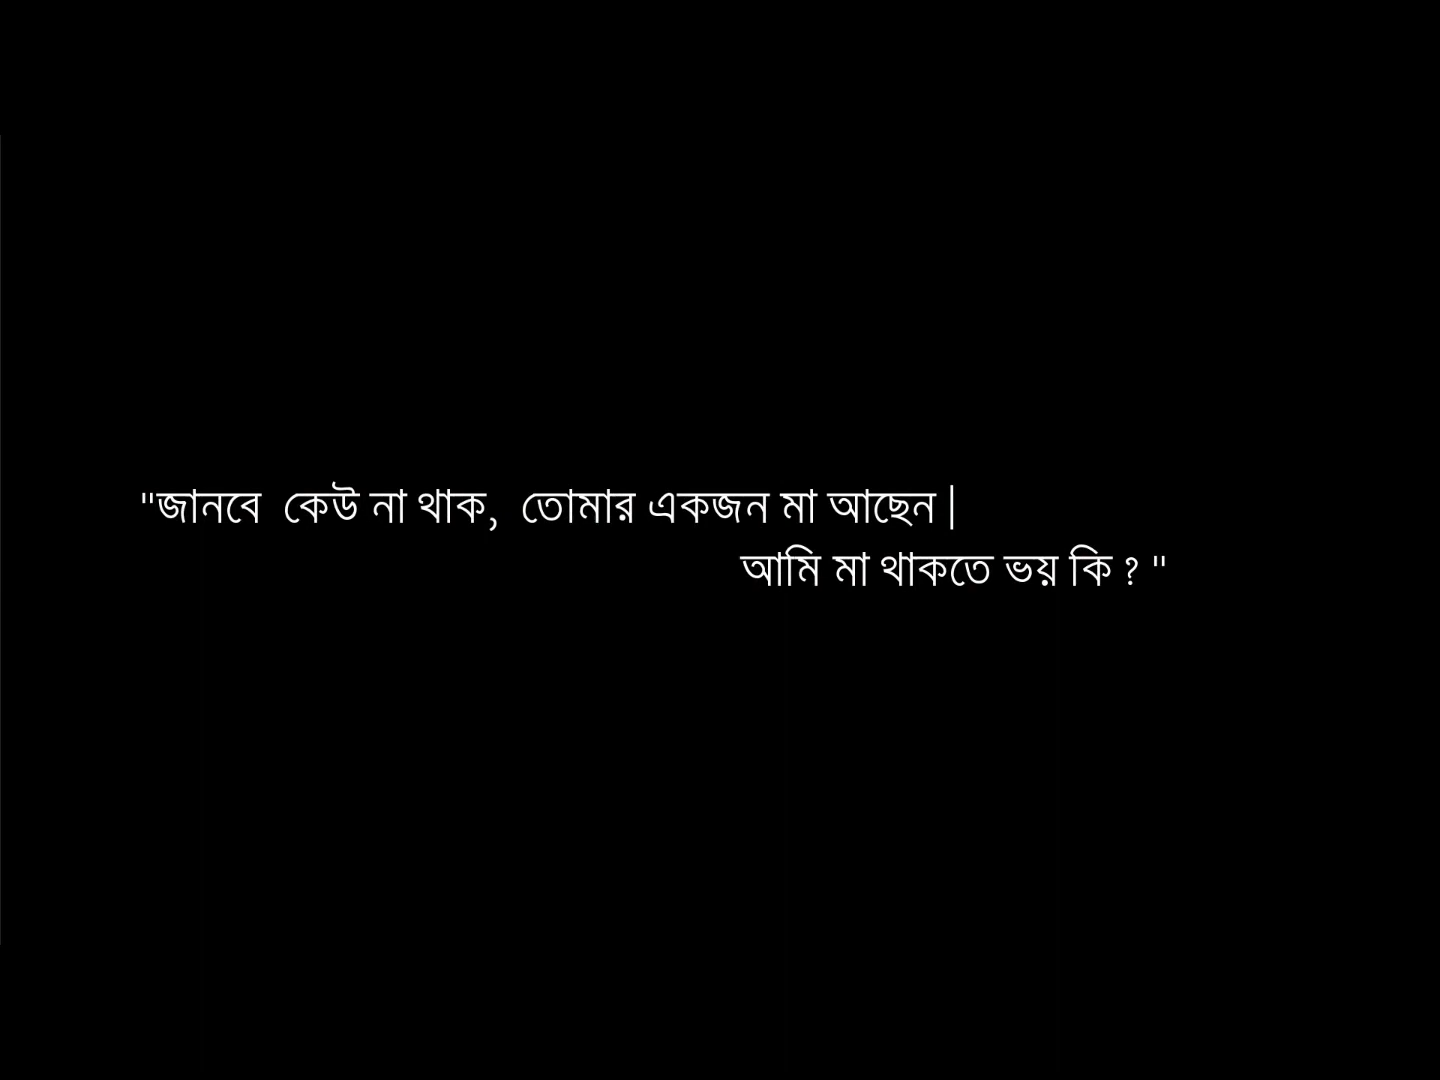 "জানবে কেউ না থাক, তোমার একজন মা আছেন |
আমি মা থাকতে ভয় কি ? "